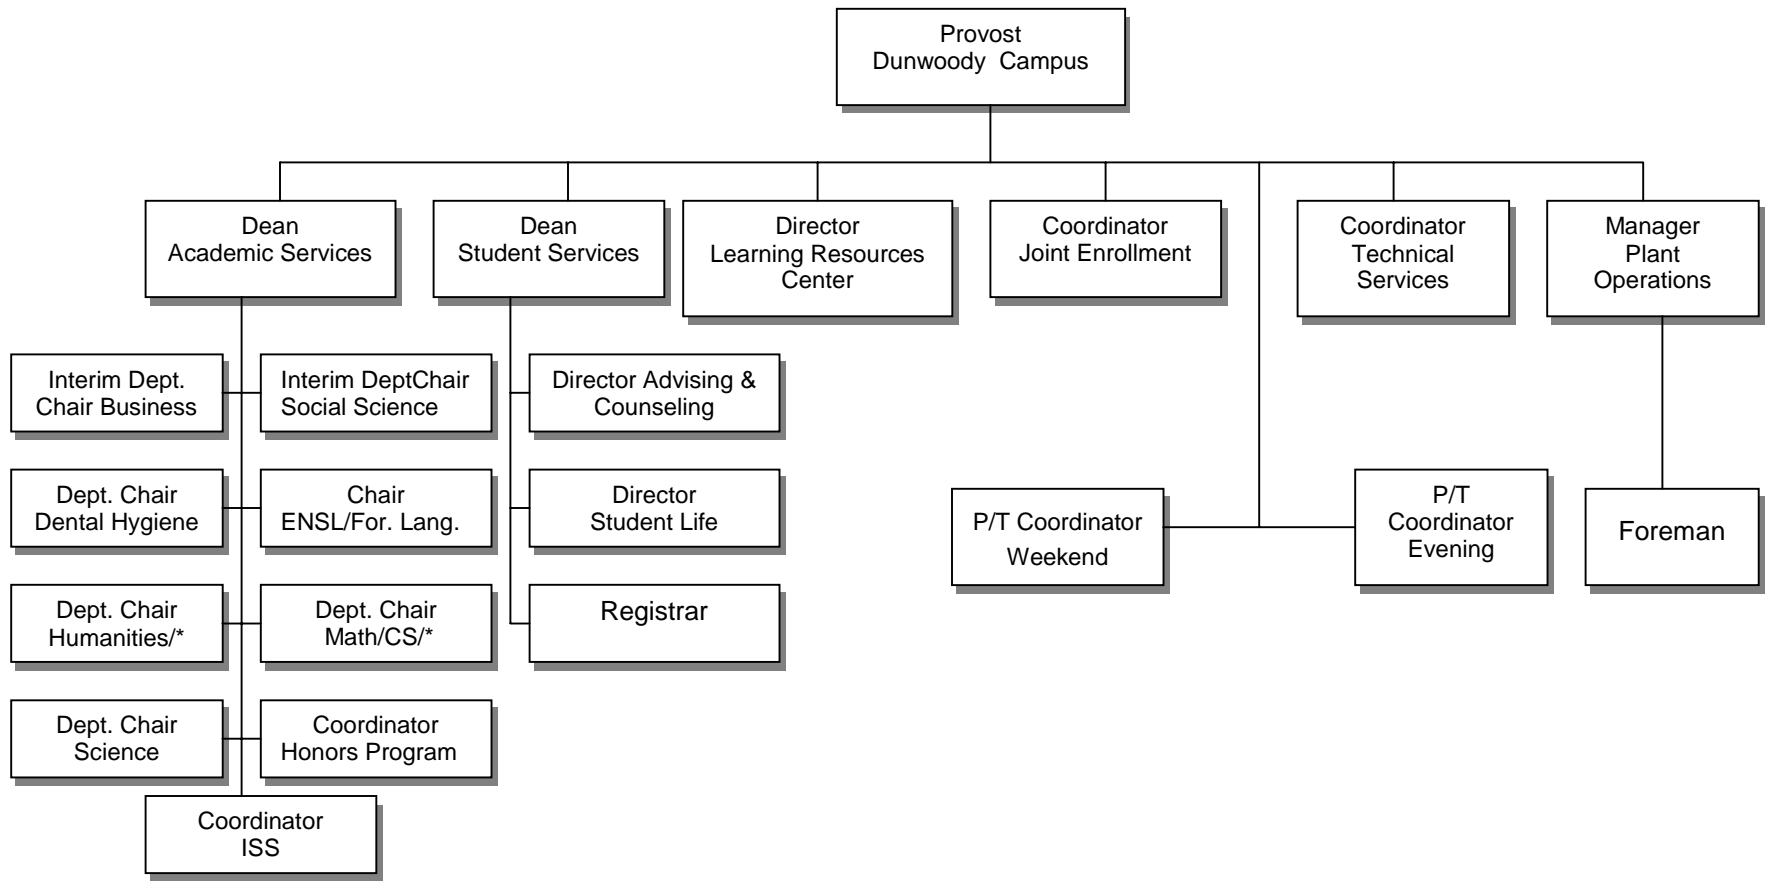 Provost
Dunwoody Campus
Dean
Academic Services
Dean
Student Services
Director
Learning Resources
Center
Coordinator
Joint Enrollment
Coordinator
Technical
Services
Manager
Plant
Operations
Interim Dept.
Chair Business
Interim DeptChair
Social Science
Director Advising &
Counseling
Dept. Chair
Dental Hygiene
Chair
ENSL/For. Lang.
Director
Student Life
P/T Coordinator
Weekend
P/T
Coordinator
Evening
Foreman
Dept. Chair
Humanities/*
Dept. Chair
Math/CS/*
Registrar
Dept. Chair
Science
Coordinator
Honors Program
Coordinator
ISS